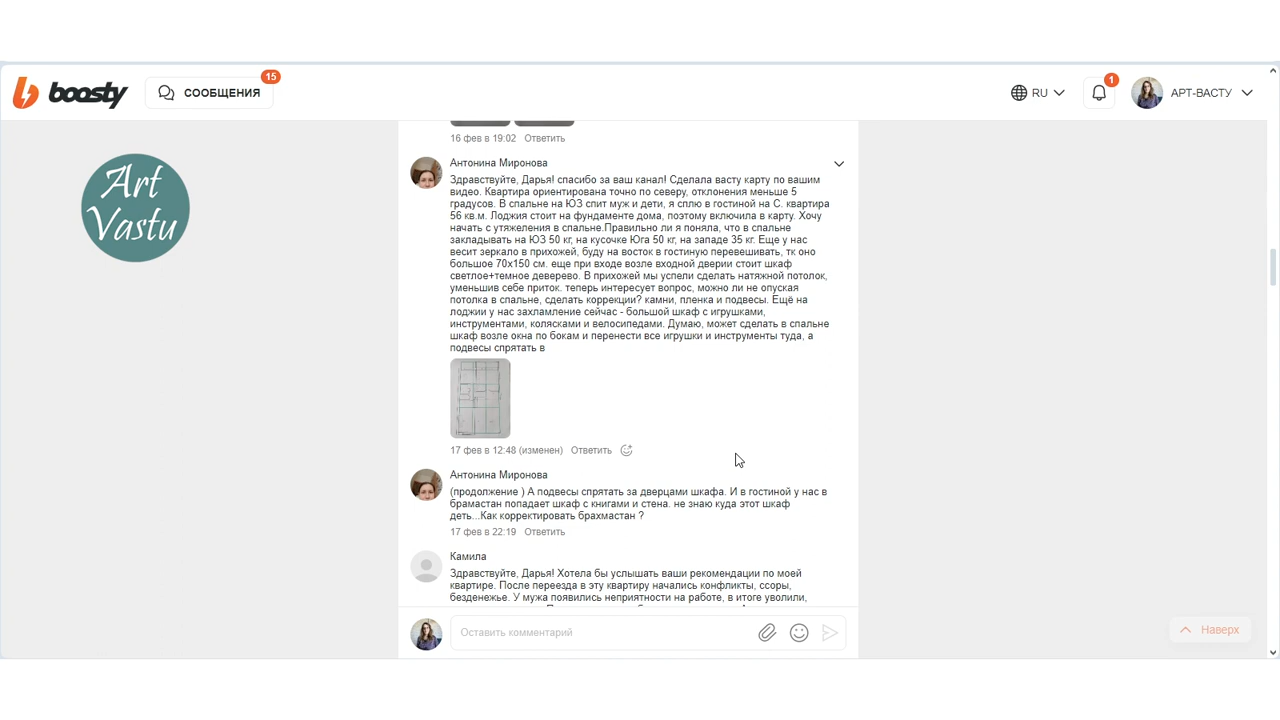 boosty
СООБЩЕНИЯ
15
RU
1
АРТ-ВАСТУ
Art
Vastu
16 фев в 19:02 Ответить
Антонина Миронова
Здравствуйте, Дарья! спасибо за ваш канал! Сделала васту карту по вашим
видео. Квартира ориентирована точно по северу, отклонения меньше 5
градусов. В спальне на ЮЗ спит муж и дети, я сплю в гостиной на С. квартира
56 кв.м. Лоджия стоит на фундаменте дома, поэтому включила в карту. Хочу
начать с утяжеления в спальне.Правильно ли я поняла, что в спальне
закладывать на ЮЗ 50 кг, на кусочке Юга 50 кг, на западе 35 кг. Еще у нас
весит зеркало в прихожей, буду на восток в гостиную перевешивать, тк оно
большое 70х150 см. еще при входе возле входной дверии стоит шкаф
светлое+темное деверево. В прихожей мы успели сделать натяжной потолок,
уменьшив себе приток. теперь интересует вопрос, можно ли не опуская
потолка в спальне, сделать коррекции? камни, пленка и подвесы. Ещё на
лоджии у нас захламление сейчас - большой шкаф с игрушками,
инструментами, колясками и велосипедами. Думаю, может сделать в спальне
шкаф возле окна по бокам и перенести все игрушки и инструменты туда, а
подвесы спрятать в
17 фев в 12:48 (изменен) Ответить
Антонина Миронова
(продолжение ) А подвесы спрятать за дверцами шкафа. И в гостиной у нас в
брамастан попадает шкаф с книгами и стена. не знаю куда этот шкаф
деть...Как корректировать брахмастан ?
17 фев в 22:19 Ответить
Камила
Здравствуйте, Дарья! Хотела бы услышать ваши рекомендации по моей
квартире. После переезда в эту квартиру начались конфликты, ссоры,
безденежье. У мужа появились неприятности на работе, в итоге уволили,
Оставить комментарий
Наверх